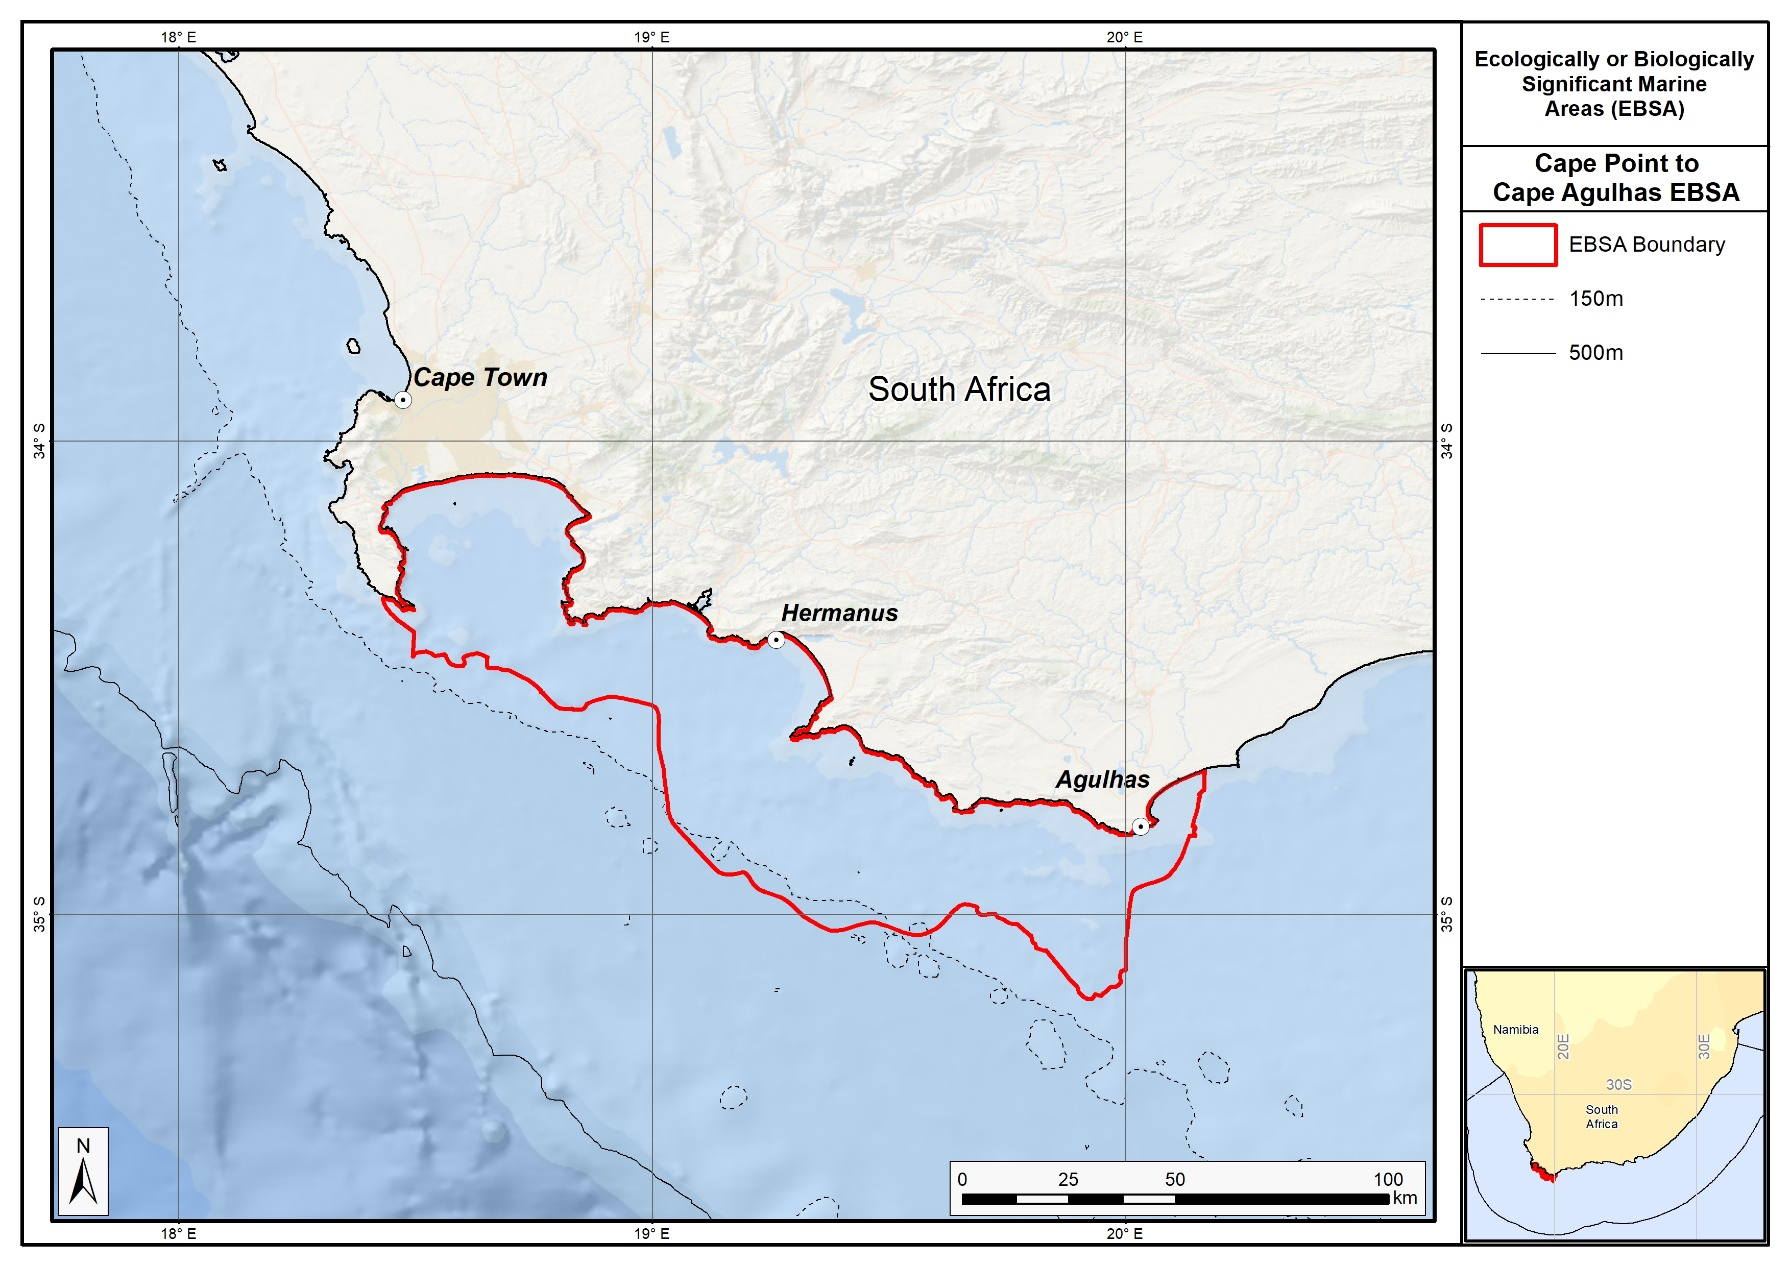 18° E
19° E
20° E
34° S
34° S
35° S
35° S
Cape Town
South Africa
Hermanus
Agulhas
N
0 25 50 100
km
18° E
19° E
20° E
Ecologically or Biologically
Significant Marine
Areas (EBSA)
Cape Point to
Cape Agulhas EBSA
EBSA Boundary
150m
500m
Namibia
20E
30E
30S
South
Africa